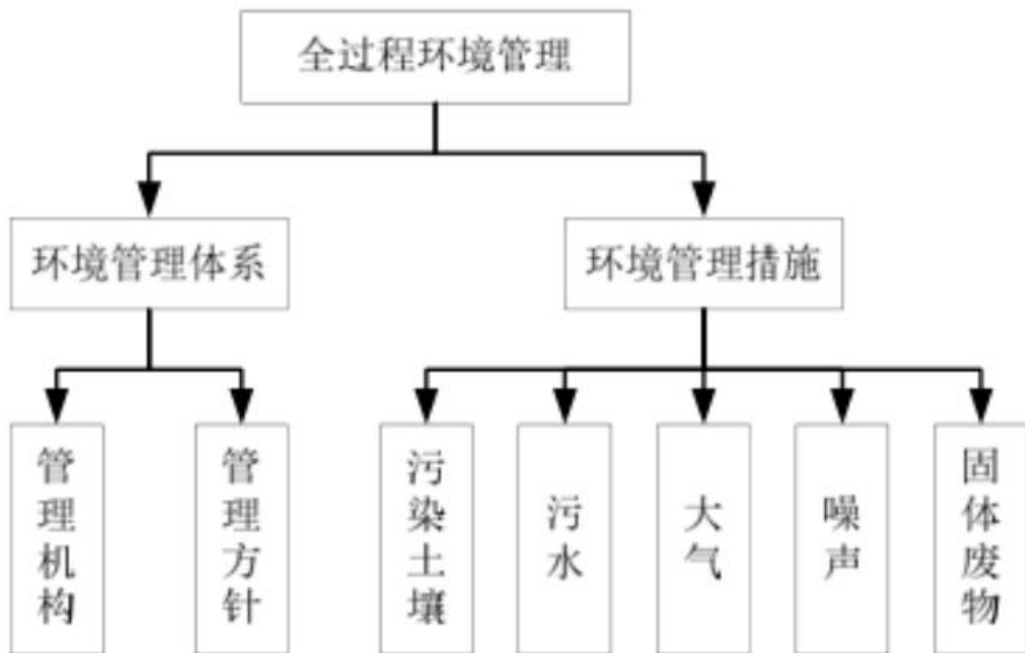 全过程环境管理
环境管理体系
环境管理措施
管理机构
管理方针
污染土壤
污水
大气
噪声
固体废物